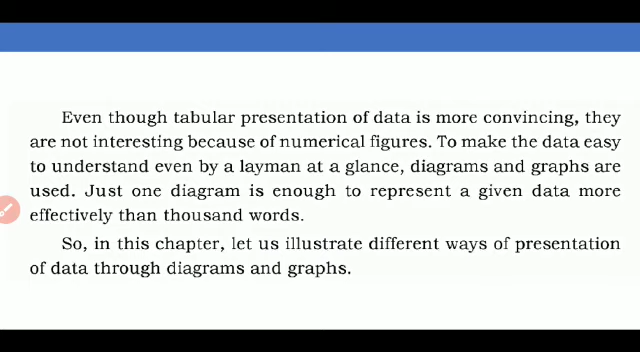 Even though tabular presentation of data is more convincing, they
are not interesting because of numerical figures. To make the data easy
to understand even by a layman at a glance, diagrams and graphs are
used. Just one diagram is enough to represent a given data more
effectively than thousand words.
So, in this chapter, let us illustrate different ways of presentation
of data through diagrams and graphs.